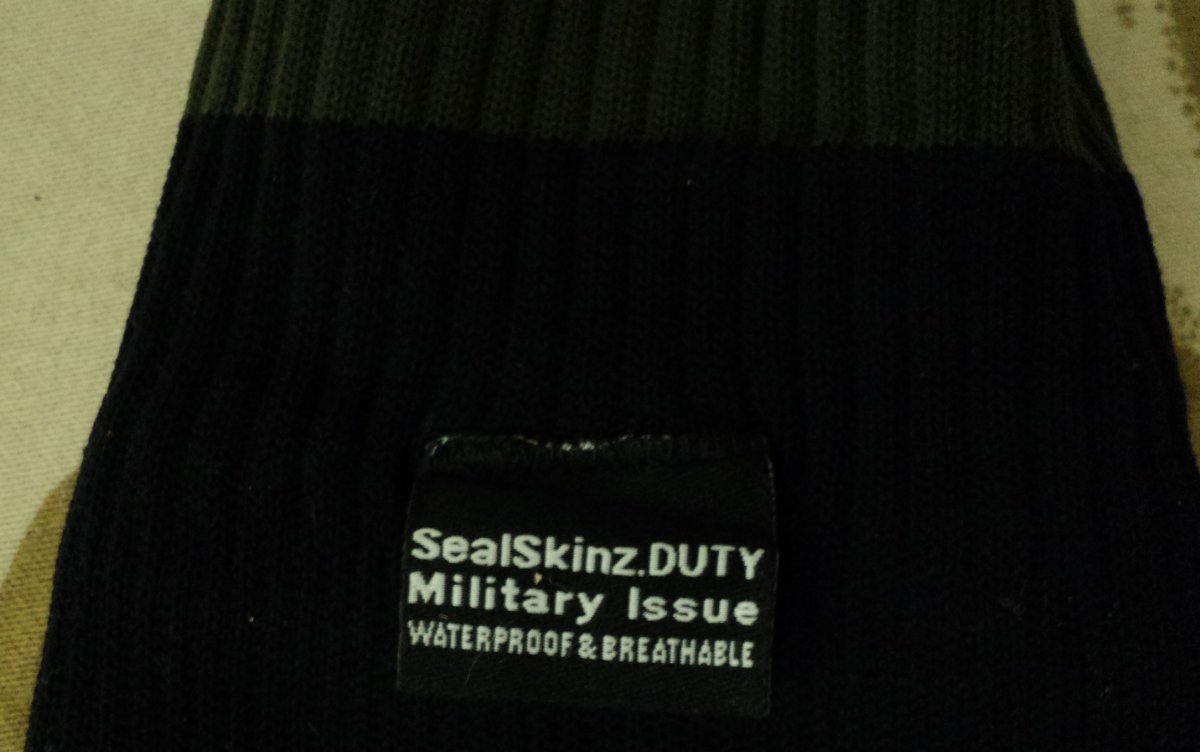 SealSkinz.DUTY
Military Issue
WATERPROOF & BREATHABLE